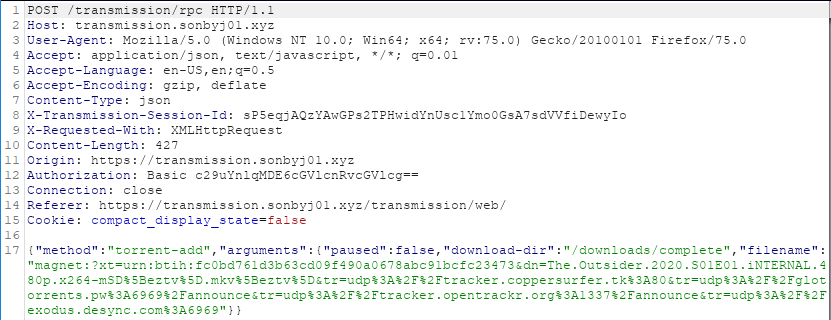 1 POST /transmission/rpc HTTP/1.1
2 Host: transmission.sonbyj01.xyz
3 User-Agent: Mozilla/5.0 (Windows NT 10.0; Win64; x64; rv:75.0) Gecko/20100101 Firefox/75.0
4 Accept: application/json, text/javascript, */*; q=0.01
5 Accept-Language: en-US,en;q=0.5
6 Accept-Encoding: gzip, deflate
7 Content-Type: json
8 X-Transmission-Session-Id: sP5eqjAQzYAwGPs2TPHwidYnUsc1Ymo0GsA7sdVVfiDewyIo
9 X-Requested-With: XMLHttpRequest
10 Content-Length: 427
11 Origin: https://transmission.sonbyj01.xyz
12 Authorization: Basic c29uYnlqMDE6cGVlcnRvcGVlcg==
13 Connection: close
14 Referer: https://transmission.sonbyj01.xyz/transmission/web/
15 Cookie: compact_display_state=false
16
17 {"method":"torrent-add","arguments":{"paused":false,"download-dir":"/downloads/complete","filename":
"magnet:?xt=urn:btih:fc0bd761d3b63cd09f490a0678abc91bcfc23473&dn=The.Outsider.2020.S01E01.iNTERNAL.4
80p.x264-mSD%5Beztv%5D.mkv%5Beztv%5D&tr=udp%3A%2F%2Ftracker.coppersurfer.tk%3A80&tr=udp%3A%2F%2Fglot
orrents.pw%3A6969%2Fannounce&tr=udp%3A%2F%2Ftracker.opentrackr.org%3A1337%2Fannounce&tr=udp%3A%2F%2F
exodus.desync.com%3A6969"}}